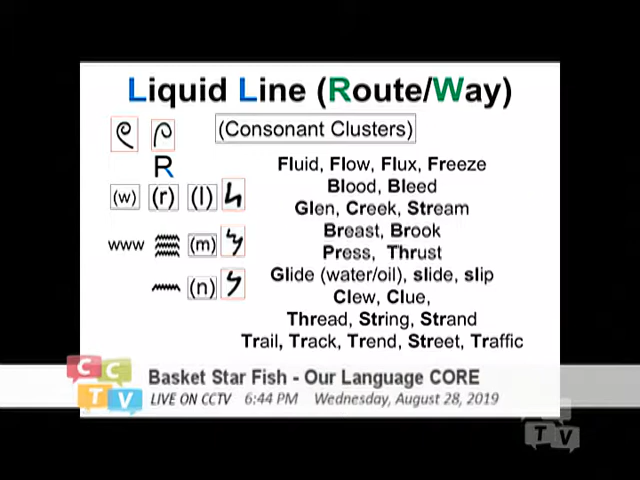 Liquid Line (Route/Way)
(Consonant Clusters)
R
(w) (r) (l)
www (m)
(n)
Fluid, Flow, Flux, Freeze
Blood, Bleed
Glen, Creek, Stream
Breast, Brook
Press, Thrust
Glide (water/oil), slide, slip
Clew, Clue,
Thread, String, Strand
Trail, Track, Trend, Street, Traffic
CCTV
Basket Star Fish - Our Language CORE
LIVE ON CCTV 6:44 PM Wednesday, August 28, 2019
TV